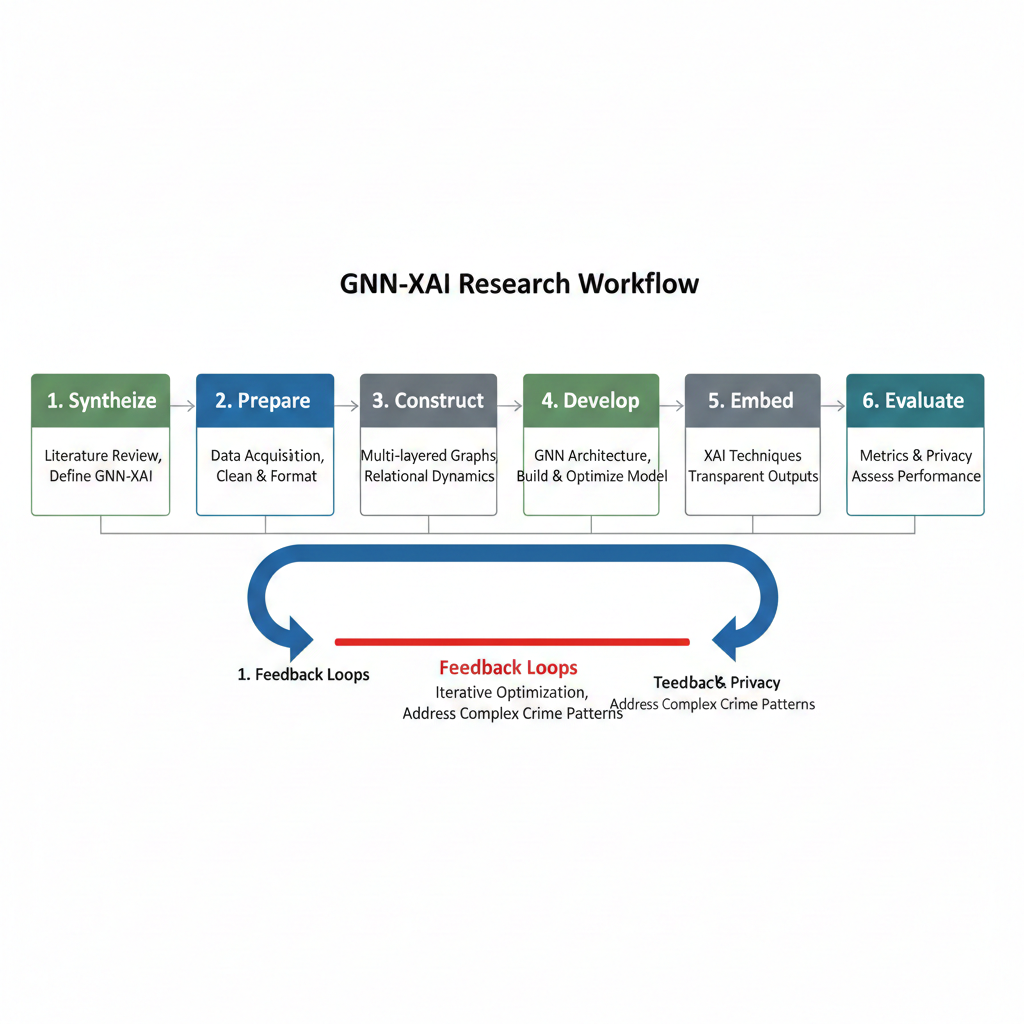 GNN-XAI Research Workflow
1. Syntheize
Literature Review,
Define GNN-XAI
2. Prepare
Data Acquisition,
Clean & Format
3. Construct
Multi-layered Graphs,
Relational Dynamics
4. Develop
GNN Architecture,
Build & Optimize Model
5. Embed
XAI Techniques
Transparent Outputs
6. Evaluate
Metrics & Privacy
Assess Performance
1. Feedback Loops
Feedback Loops
Iterative Optimization,
Address Complex Crime Patterns
Teedback & Privacy
Address Complex Crime Patterns